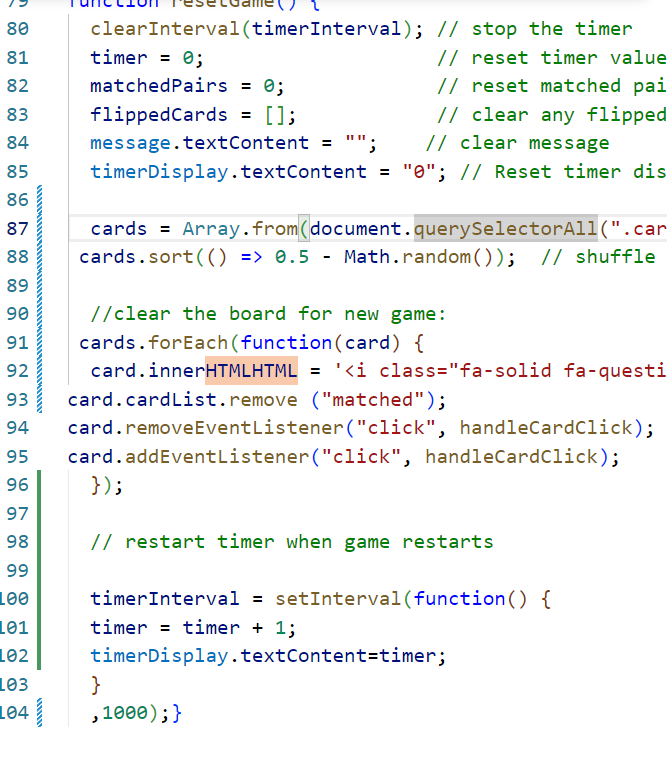 79 function resetGame() {
80 clearInterval(timerInterval); // stop the timer
81 timer = 0; // reset timer value
82 matchedPairs = 0; // reset matched pai
83 flippedCards = []; // clear any flipped
84 message.textContent = ""; // clear message
85 timerDisplay.textContent = "0"; // Reset timer dis
86
87 cards = Array.from(document.querySelectorAll(".car
88 cards.sort(() => 0.5 - Math.random()); // shuffle
89
90 //clear the board for new game:
91 cards.forEach(function(card) {
92 card.innerHTMLHTML = '<i class="fa-solid fa-questi
93 card.cardList.remove ("matched");
94 card.removeEventListener("click", handleCardClick);
95 card.addEventListener("click", handleCardClick);
96 });
97
98 // restart timer when game restarts
99
100 timerInterval = setInterval(function() {
101 timer = timer + 1;
102 timerDisplay.textContent=timer;
103 }
104 ,1000);}